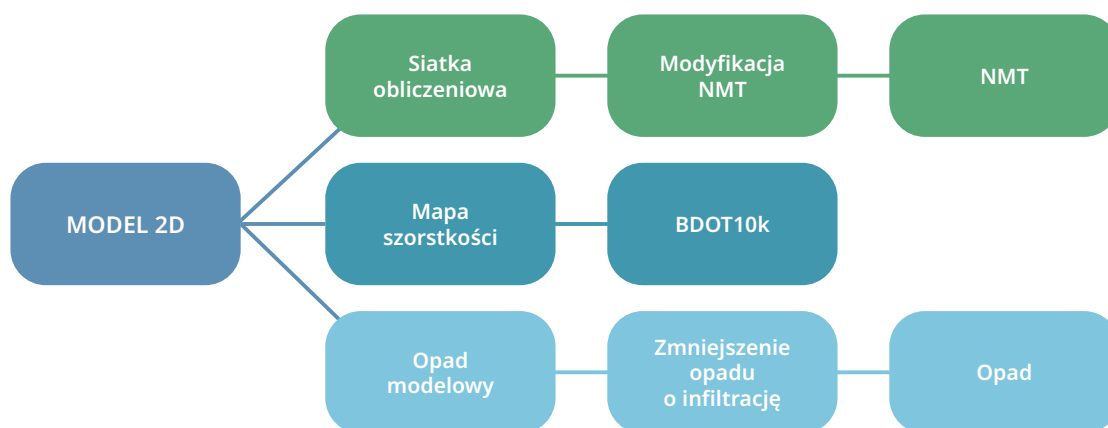 Siatka
obliczeniowa
Modyfikacja
NMT
NMT
MODEL 2D
Mapa
szorstkości
BDOT10k
Opad
modelowy
Zmniejszenie
opadu
o infiltrację
Opad